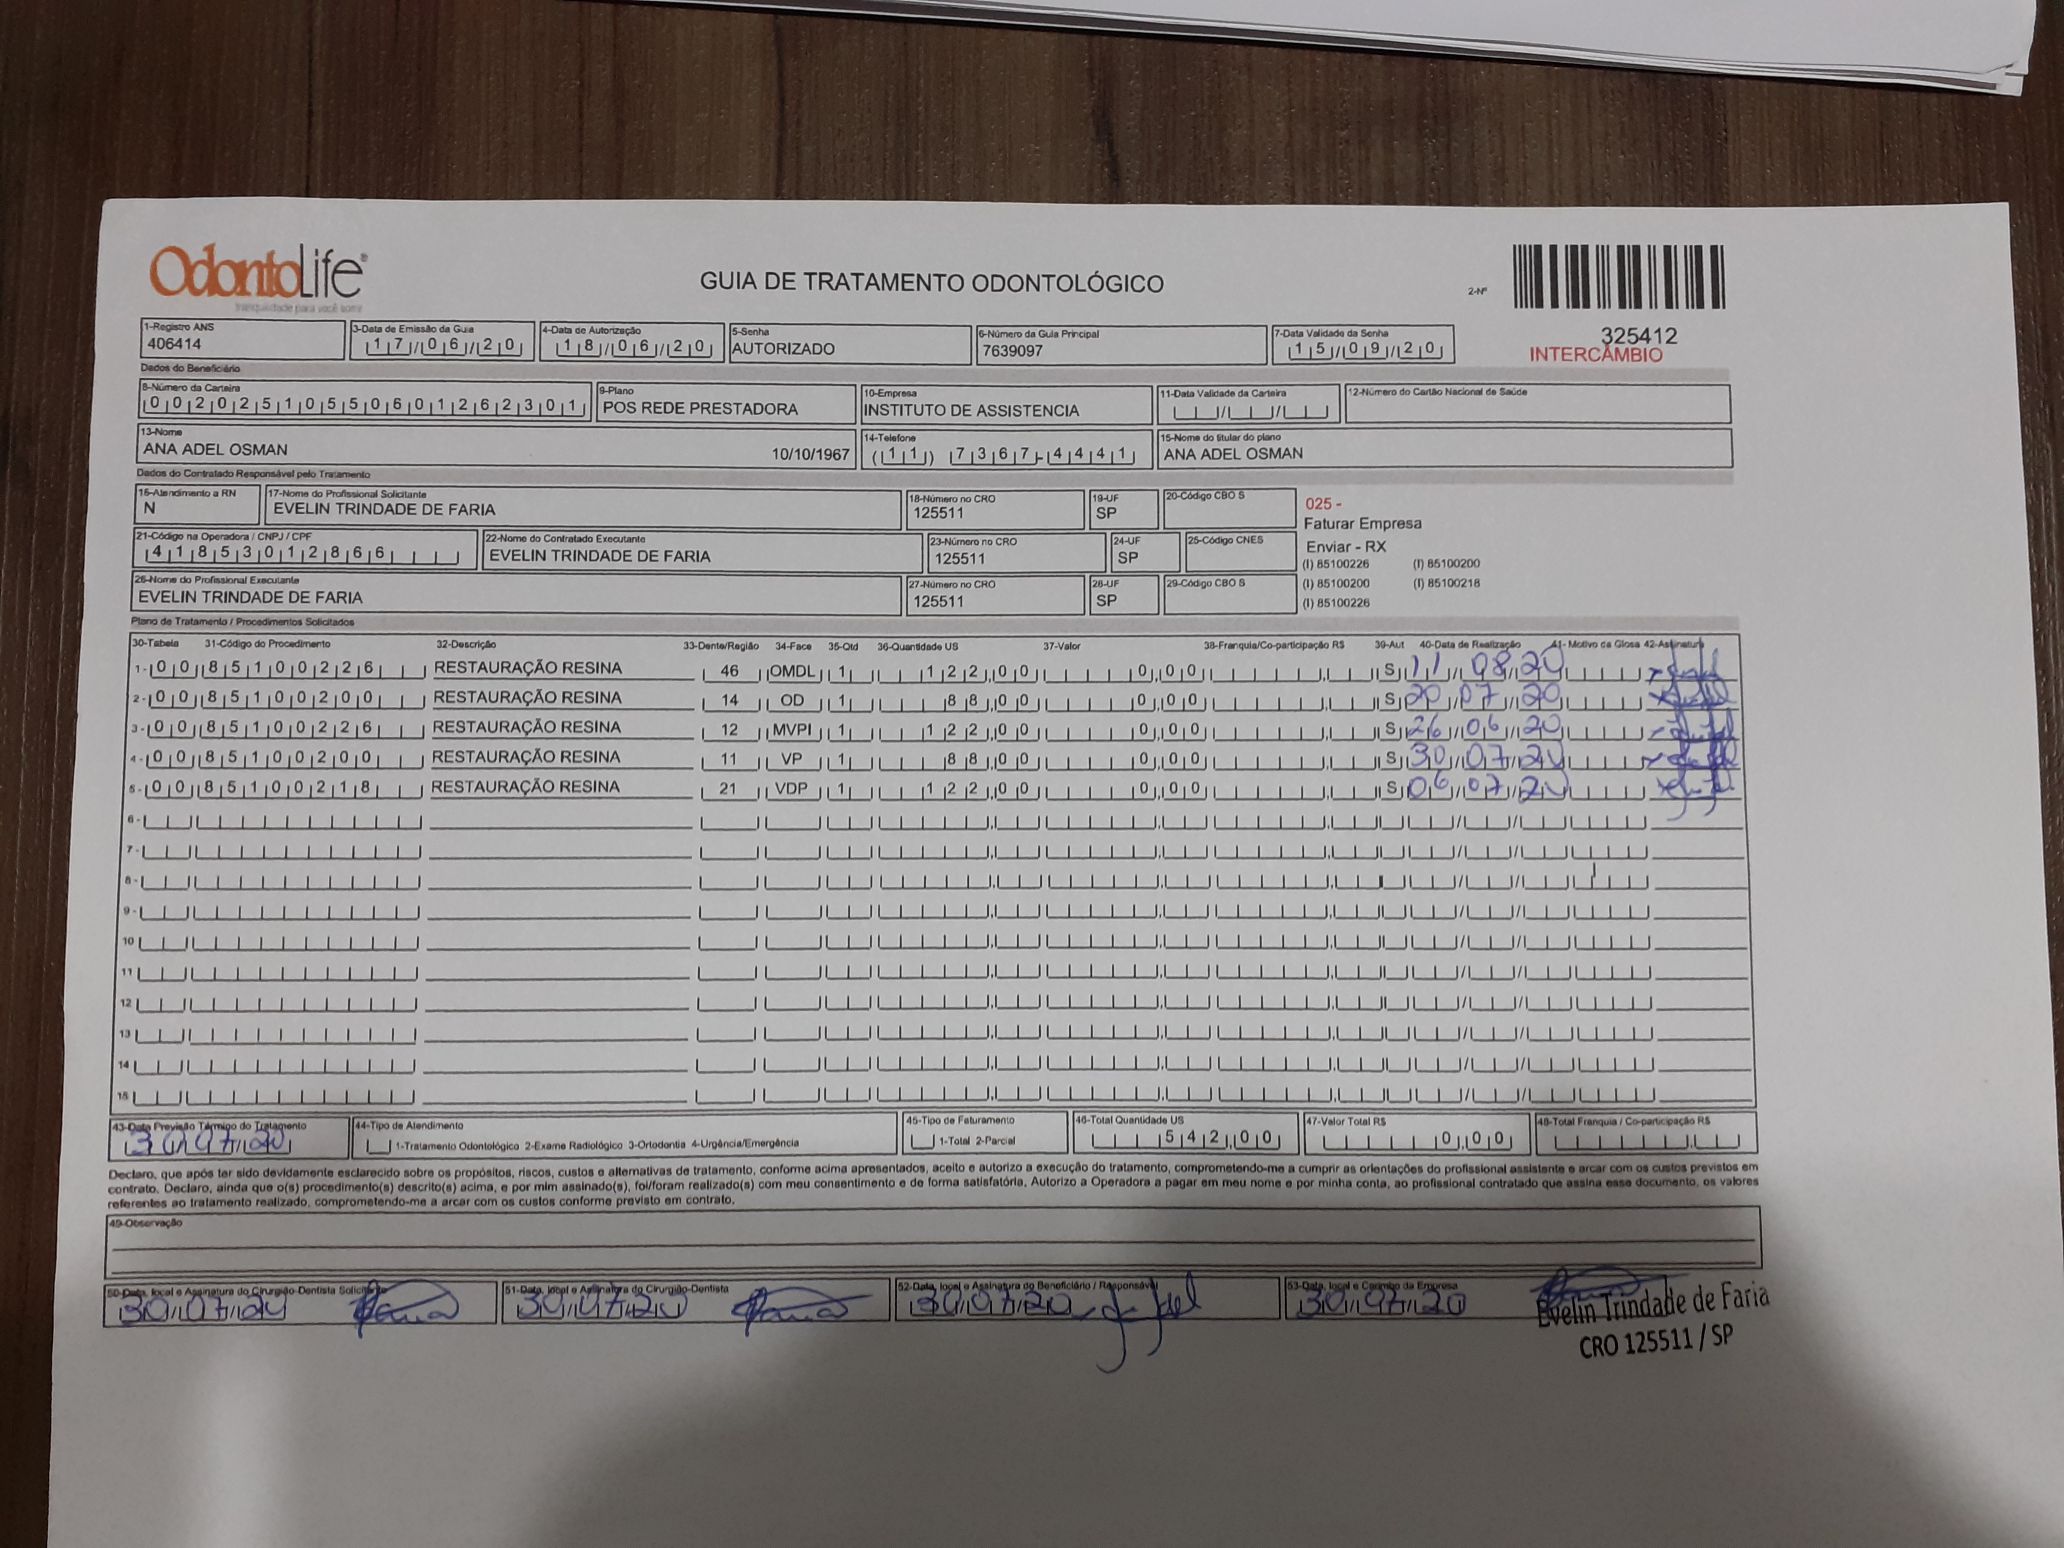 OdontoLife®
tranquilidade para você sorrir
GUIA DE TRATAMENTO ODONTOLÓGICO
2-Nº
325412
INTERCÂMBIO
1-Registro ANS
406414
3-Data de Emissão da Guia
17/06/20
4-Data de Autorização
18/06/20
5-Senha
AUTORIZADO
6-Número da Guia Principal
7639097
7-Data Validade da Senha
15/09/20
Dados do Beneficiário
8-Número da Carteira
00202510550601262301
9-Plano
POS REDE PRESTADORA
10-Empresa
INSTITUTO DE ASSISTENCIA
11-Data Validade da Carteira
12-Número do Cartão Nacional de Saúde
13-Nome
ANA ADEL OSMAN 10/10/1967
14-Telefone
(11) 7367-4441
15-Nome do titular do plano
ANA ADEL OSMAN
Dados do Contratado Responsável pelo Tratamento
16-Atendimento a RN
N
17-Nome do Profissional Solicitante
EVELIN TRINDADE DE FARIA
18-Número no CRO
125511
19-UF
SP
20-Código CBO S
025 -
Faturar Empresa
Enviar - RX
(I) 85100226 (I) 85100200
(I) 85100200 (I) 85100218
(I) 85100226
21-Código na Operadora / CNPJ / CPF
41853012866
22-Nome do Contratado Executante
EVELIN TRINDADE DE FARIA
23-Número no CRO
125511
24-UF
SP
25-Código CNES
26-Nome do Profissional Executante
EVELIN TRINDADE DE FARIA
27-Número no CRO
125511
28-UF
SP
29-Código CBO S
Plano de Tratamento / Procedimentos Solicitados
30-Tabela 31-Código do Procedimento 32-Descrição 33-Dente/Região 34-Face 35-Qtd 36-Quantidade US 37-Valor 38-Franquia/Co-participação R$ 39-Aut 40-Data de Realização 41-Motivo da Glosa 42-Assinatura
1- 00 85100226 RESTAURAÇÃO RESINA 46 OMDL 1 122,00 0,00 S 11/08/20
2- 00 85100200 RESTAURAÇÃO RESINA 14 OD 1 88,00 0,00 S 20/07/20
3- 00 85100226 RESTAURAÇÃO RESINA 12 MVPI 1 122,00 0,00 S 26/06/20
4- 00 85100200 RESTAURAÇÃO RESINA 11 VP 1 88,00 0,00 S 30/07/20
5- 00 85100218 RESTAURAÇÃO RESINA 21 VDP 1 122,00 0,00 S 06/07/20
6-
7-
8-
9-
10
11
12
13
14
15
43-Data Previsão Término do Tratamento
30/07/20
44-Tipo de Atendimento
1-Tratamento Odontológico 2-Exame Radiológico 3-Ortodontia 4-Urgência/Emergência
45-Tipo de Faturamento
1-Total 2-Parcial
46-Total Quantidade US
542,00
47-Valor Total R$
0,00
48-Total Franquia / Co-participação R$
Declaro, que após ter sido devidamente esclarecido sobre os propósitos, riscos, custos e alternativas de tratamento, conforme acima apresentados, aceito e autorizo a execução do tratamento, comprometendo-me a cumprir as orientações do profissional assistente e arcar com os custos previstos em
contrato. Declaro, ainda que o(s) procedimento(s) descrito(s) acima, e por mim assinado(s), foi/foram realizado(s) com meu consentimento e de forma satisfatória. Autorizo a Operadora a pagar em meu nome e por minha conta, ao profissional contratado que assina esse documento, os valores
referentes ao tratamento realizado, comprometendo-me a arcar com os custos conforme previsto em contrato.
49-Observação
50-Data, local e Assinatura do Cirurgião-Dentista Solicitante
30/07/20
51-Data, local e Assinatura do Cirurgião-Dentista
30/07/20
52-Data, local e Assinatura do Beneficiário / Responsável
30/07/20
53-Data, local e Carimbo da Empresa
30/07/20
Evelin Trindade de Faria
CRO 125511 / SP